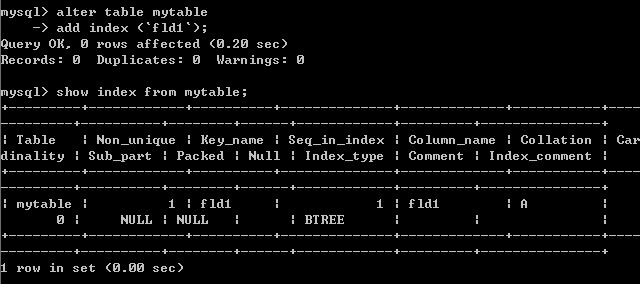 mysql> alter table mytable
    -> add index (`fld1`);
Query OK, 0 rows affected (0.20 sec)
Records: 0  Duplicates: 0  Warnings: 0
mysql> show index from mytable;
+---------+------------+----------+--------------+-------------+-----------+----
---------+----------+--------+------+------------+---------+---------------+
| Table   | Non_unique | Key_name | Seq_in_index | Column_name | Collation | Car
dinality | Sub_part | Packed | Null | Index_type | Comment | Index_comment |
+---------+------------+----------+--------------+-------------+-----------+----
---------+----------+--------+------+------------+---------+---------------+
| mytable |          1 | fld1     |            1 | fld1        | A         |
       0 |     NULL | NULL   |      | BTREE      |         |               |
+---------+------------+----------+--------------+-------------+-----------+----
---------+----------+--------+------+------------+---------+---------------+
1 row in set (0.00 sec)